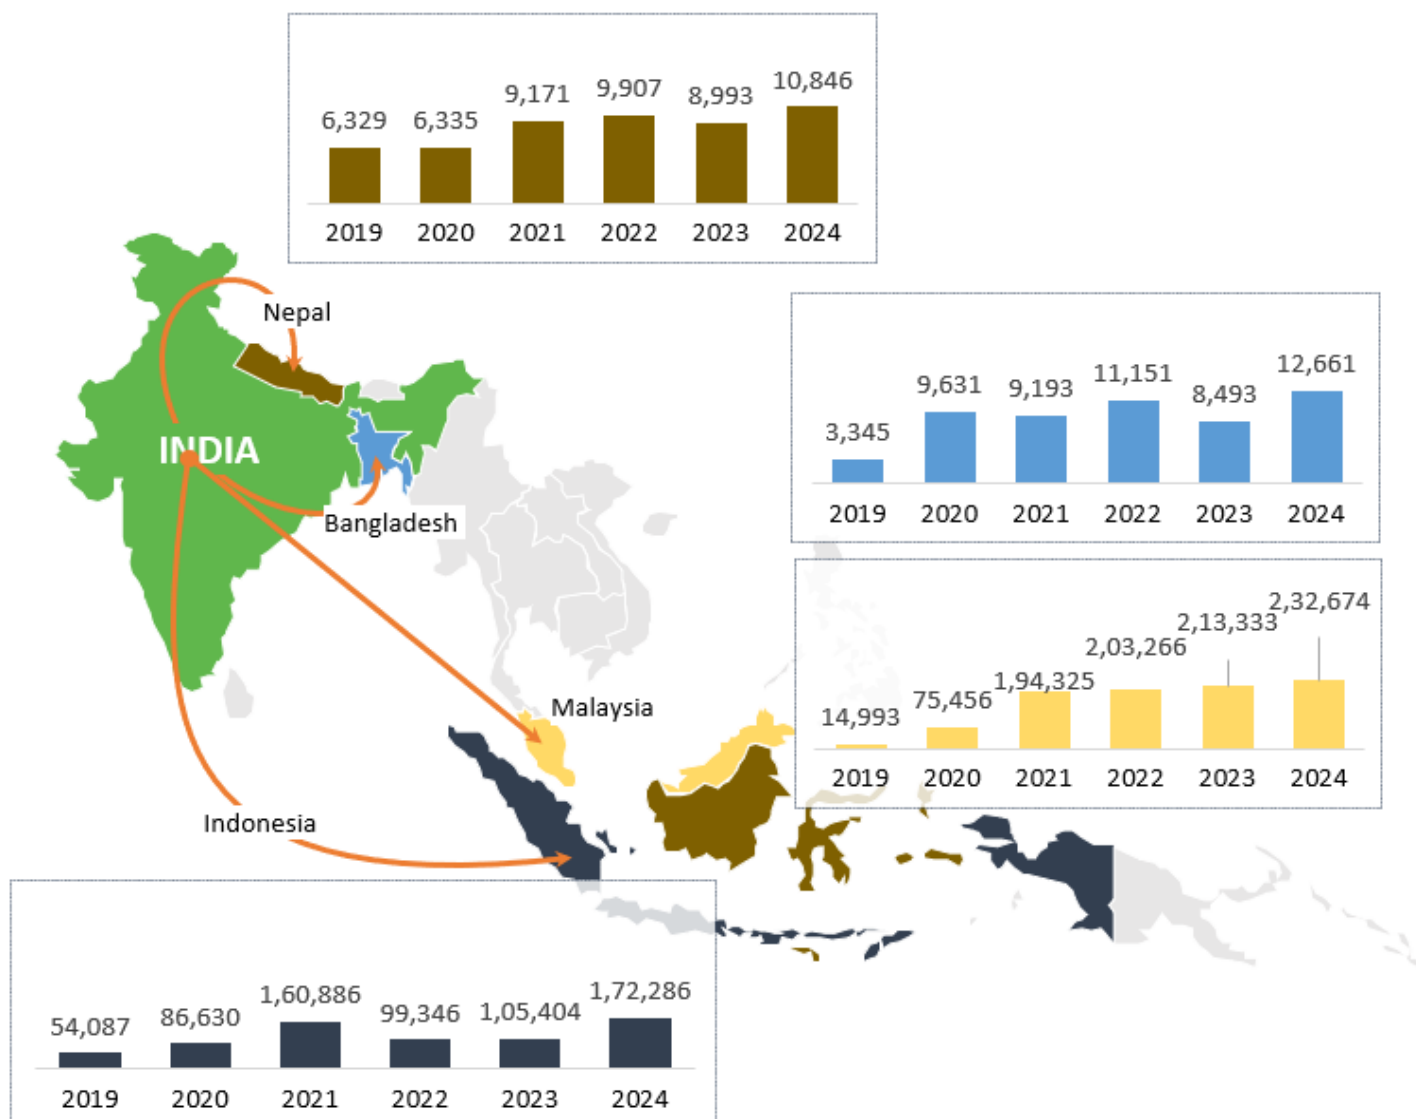 6,329 6,335 9,171 9,907 8,993 10,846
2019 2020 2021 2022 2023 2024
Nepal
INDIA
Bangladesh
3,345 9,631 9,193 11,151 8,493 12,661
2019 2020 2021 2022 2023 2024
Malaysia
14,993 75,456 1,94,325 2,03,266 2,13,333 2,32,674
2019 2020 2021 2022 2023 2024
Indonesia
54,087 86,630 1,60,886 99,346 1,05,404 1,72,286
2019 2020 2021 2022 2023 2024